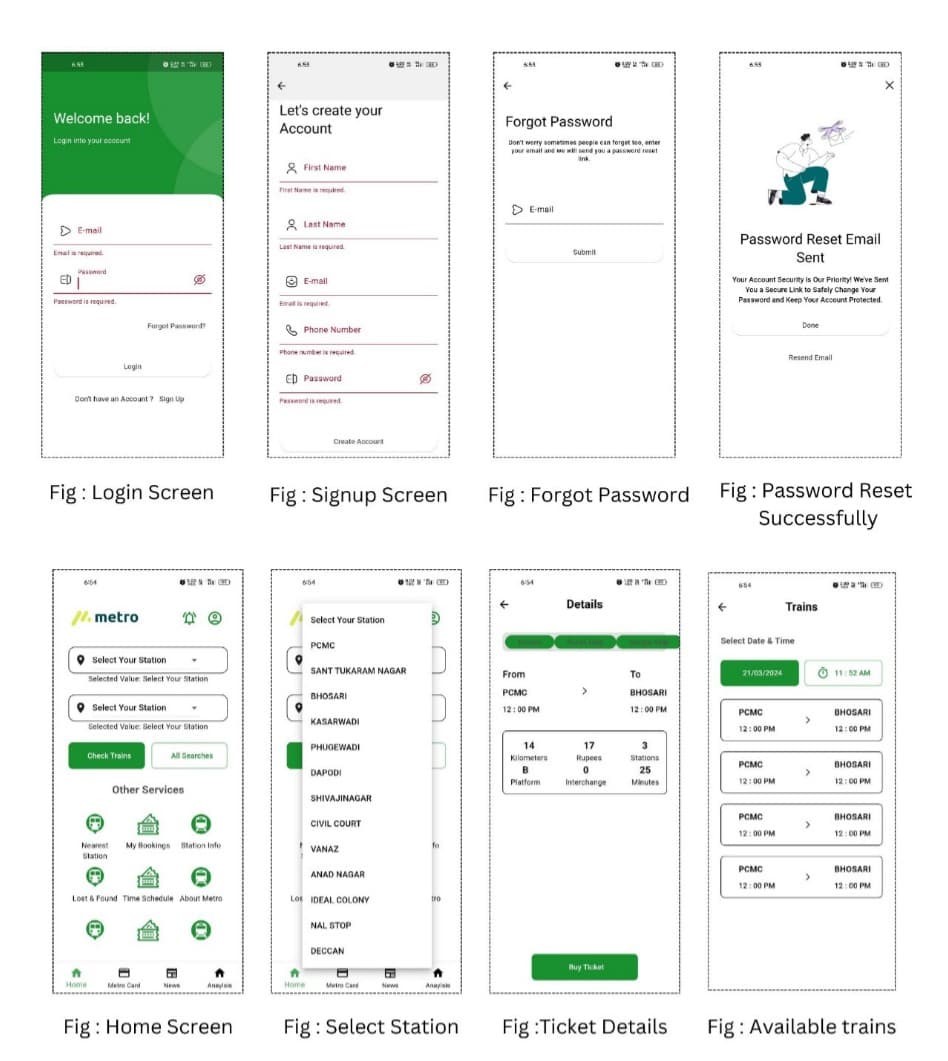 6:55
Welcome back!
Login into your account
E-mail
Email is required.
Password
Password is required.
Forgot Password?
Login
Don't have an Account ? Sign Up
Fig : Login Screen
6:55
Let's create your
Account
First Name
First Name is required.
Last Name
Last Name is required.
E-mail
Email is required.
Phone Number
Phone number is required.
Password
Password is required.
Create Account
Fig : Signup Screen
6:55
Forgot Password
Don't worry sometimes people can forget too, enter
your email and we will send you a password reset
link.
E-mail
Submit
Fig : Forgot Password
6:55
Password Reset Email
Sent
Your Account Security is Our Priority! We've Sent
You a Secure Link to Safely Change Your
Password and Keep Your Account Protected.
Done
Resend Email
Fig : Password Reset
Successfully
6:54
metro
Select Your Station
Selected Value: Select Your Station
Select Your Station
Selected Value: Select Your Station
Check Trains
All Searches
Other Services
Nearest
Station
My Bookings
Station Info
Lost & Found
Time Schedule
About Metro
Home
Metro Card
News
Anaylsis
Fig : Home Screen
6:54
Select Your Station
PCMC
SANT TUKARAM NAGAR
BHOSARI
KASARWADI
PHUGEWADI
DAPODI
SHIVAJINAGAR
CIVIL COURT
VANAZ
ANAD NAGAR
IDEAL COLONY
NAL STOP
DECCAN
Home
Metro Card
News
Anaylsis
Fig : Select Station
6:54
Details
From
To
PCMC
BHOSARI
12 : 00 PM
12 : 00 PM
14
17
3
Kilometers
Rupees
Stations
B
0
25
Platform
Interchange
Minutes
Buy Ticket
Fig :Ticket Details
6:54
Trains
Select Date & Time
21/03/2024
11 : 52 AM
PCMC
BHOSARI
12 : 00 PM
12 : 00 PM
PCMC
BHOSARI
12 : 00 PM
12 : 00 PM
PCMC
BHOSARI
12 : 00 PM
12 : 00 PM
PCMC
BHOSARI
12 : 00 PM
12 : 00 PM
Fig : Available trains